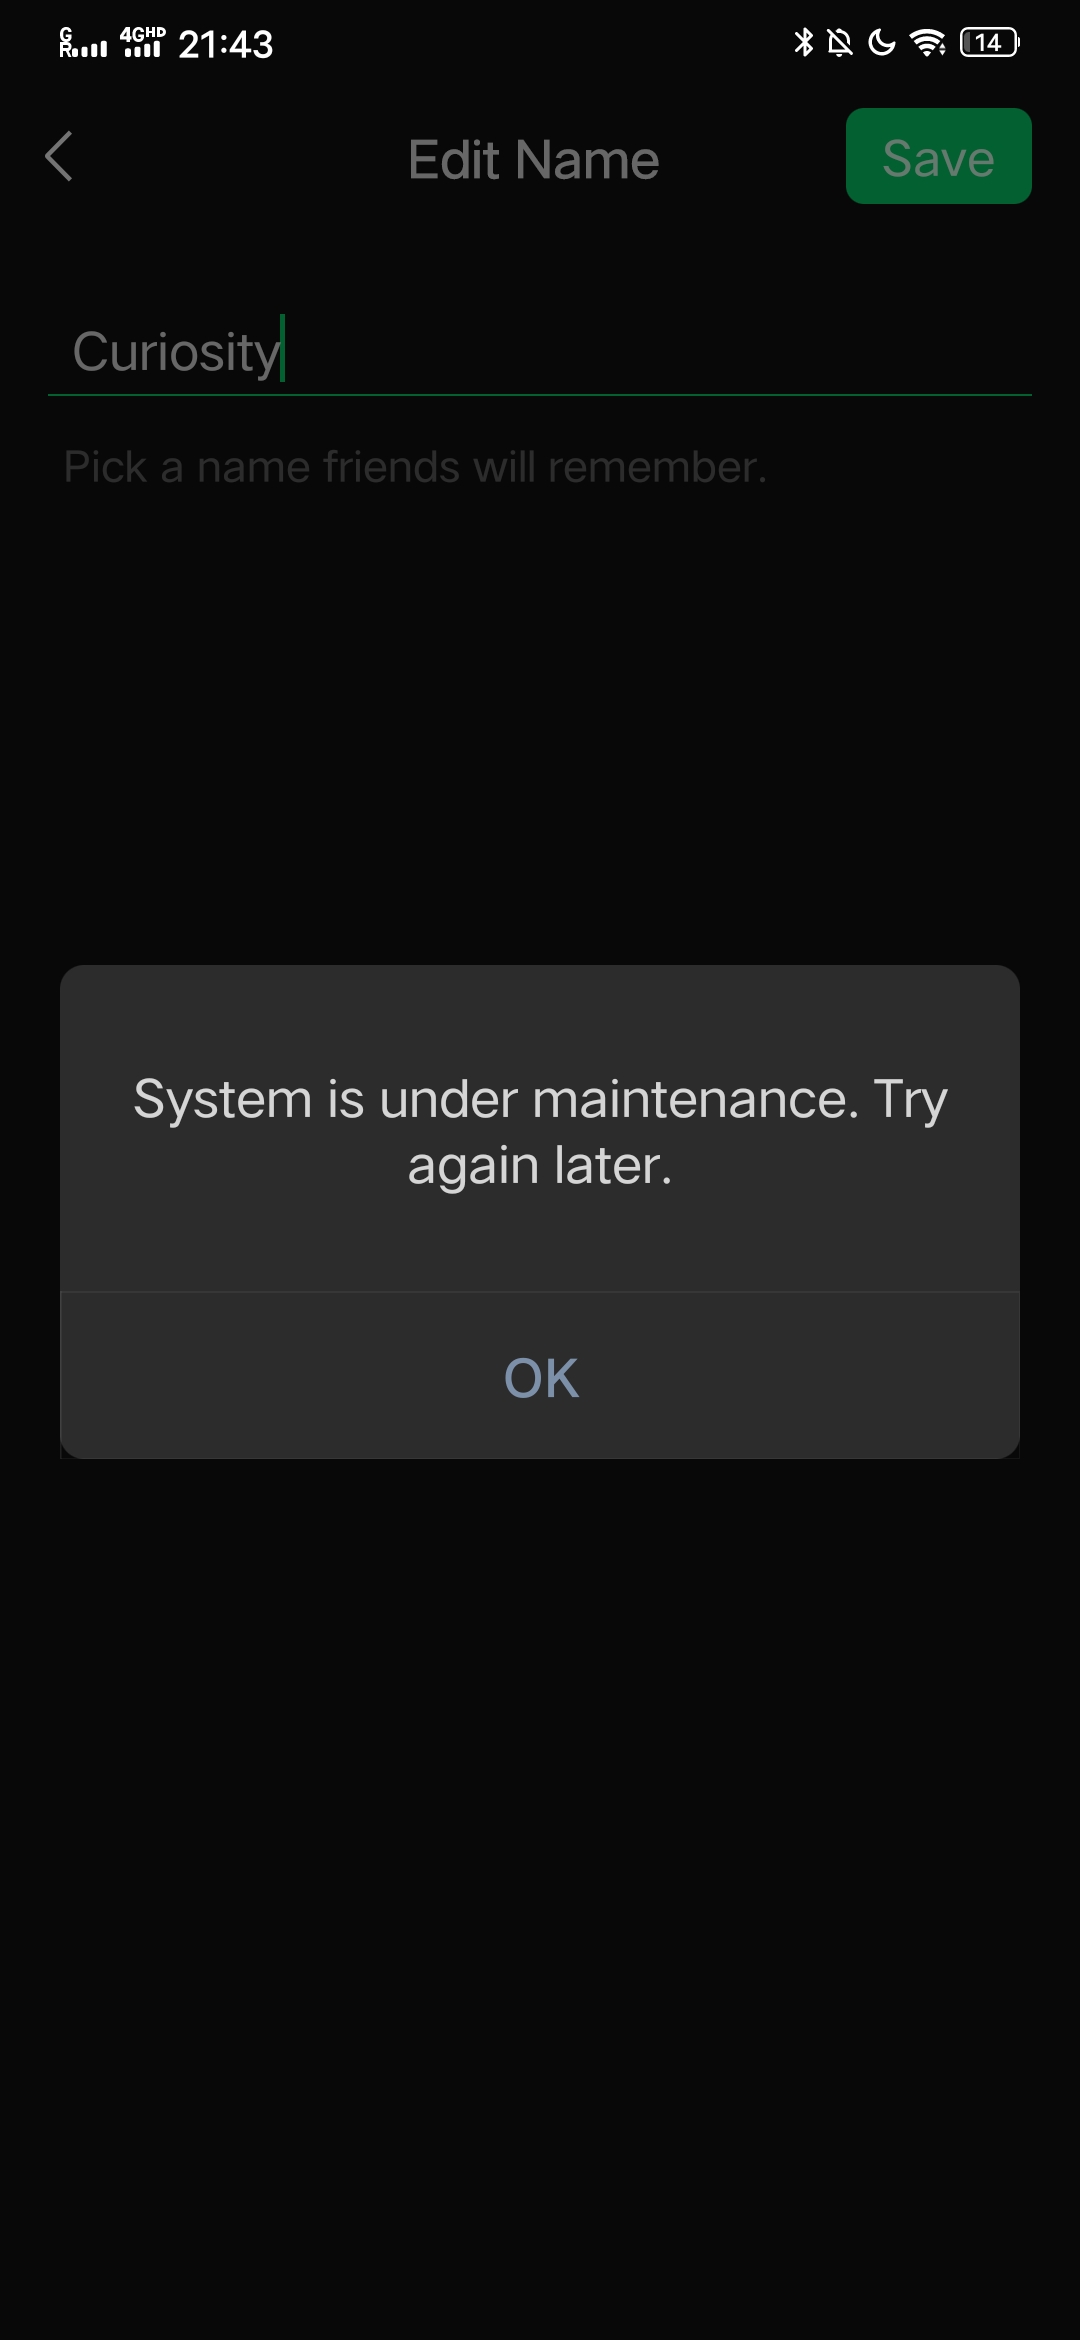 GR 4GHD 21:43 14
Edit Name Save
Curiosity
Pick a name friends will remember.
System is under maintenance. Try
again later.
OK